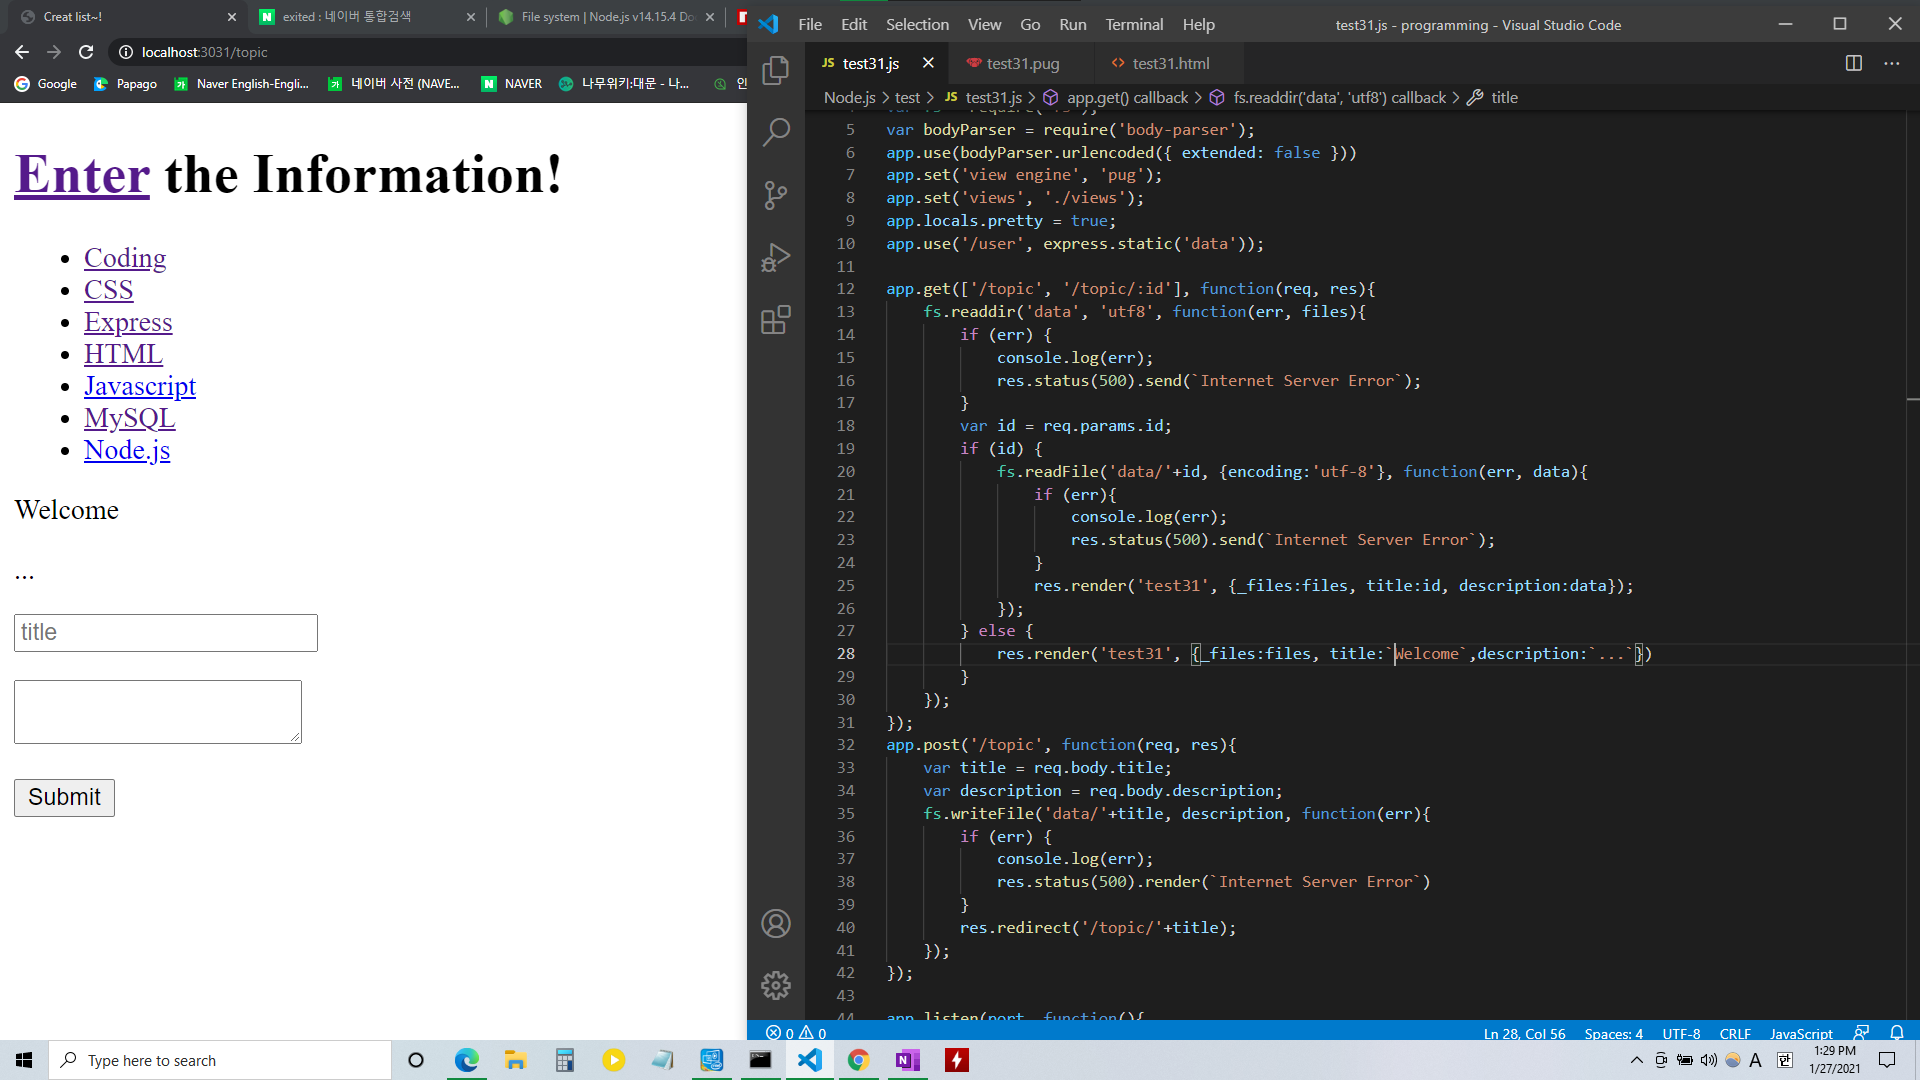 Creat list~!
exited : 네이버 통합검색
File system | Node.js v14.15.4 Do
localhost:3031/topic
Google
Papago
Naver English-Engli...
네이버 사전 (NAVE...
NAVER
나무위키:대문 - 나...
인
Enter the Information!
Coding
CSS
Express
HTML
Javascript
MySQL
Node.js
Welcome
...
title
Submit
File Edit Selection View Go Run Terminal Help
test31.js - programming - Visual Studio Code
JS test31.js
test31.pug
<> test31.html
Node.js > test > JS test31.js > app.get() callback > fs.readdir('data', 'utf8') callback > title
5 var bodyParser = require('body-parser');
6 app.use(bodyParser.urlencoded({ extended: false }))
7 app.set('view engine', 'pug');
8 app.set('views', './views');
9 app.locals.pretty = true;
10 app.use('/user', express.static('data'));
11
12 app.get(['/topic', '/topic/:id'], function(req, res){
13 fs.readdir('data', 'utf8', function(err, files){
14 if (err) {
15 console.log(err);
16 res.status(500).send(`Internet Server Error`);
17 }
18 var id = req.params.id;
19 if (id) {
20 fs.readFile('data/'+id, {encoding:'utf-8'}, function(err, data){
21 if (err){
22 console.log(err);
23 res.status(500).send(`Internet Server Error`);
24 }
25 res.render('test31', {_files:files, title:id, description:data});
26 });
27 } else {
28 res.render('test31', {_files:files, title:`Welcome`,description:`...`})
29 }
30 });
31 });
32 app.post('/topic', function(req, res){
33 var title = req.body.title;
34 var description = req.body.description;
35 fs.writeFile('data/'+title, description, function(err){
36 if (err) {
37 console.log(err);
38 res.status(500).render(`Internet Server Error`)
39 }
40 res.redirect('/topic/'+title);
41 });
42 });
43
44 app.listen(port, function(){
0 0
Ln 28, Col 56
Spaces: 4
UTF-8
CRLF
JavaScript
Type here to search
A
한
1:29 PM
1/27/2021